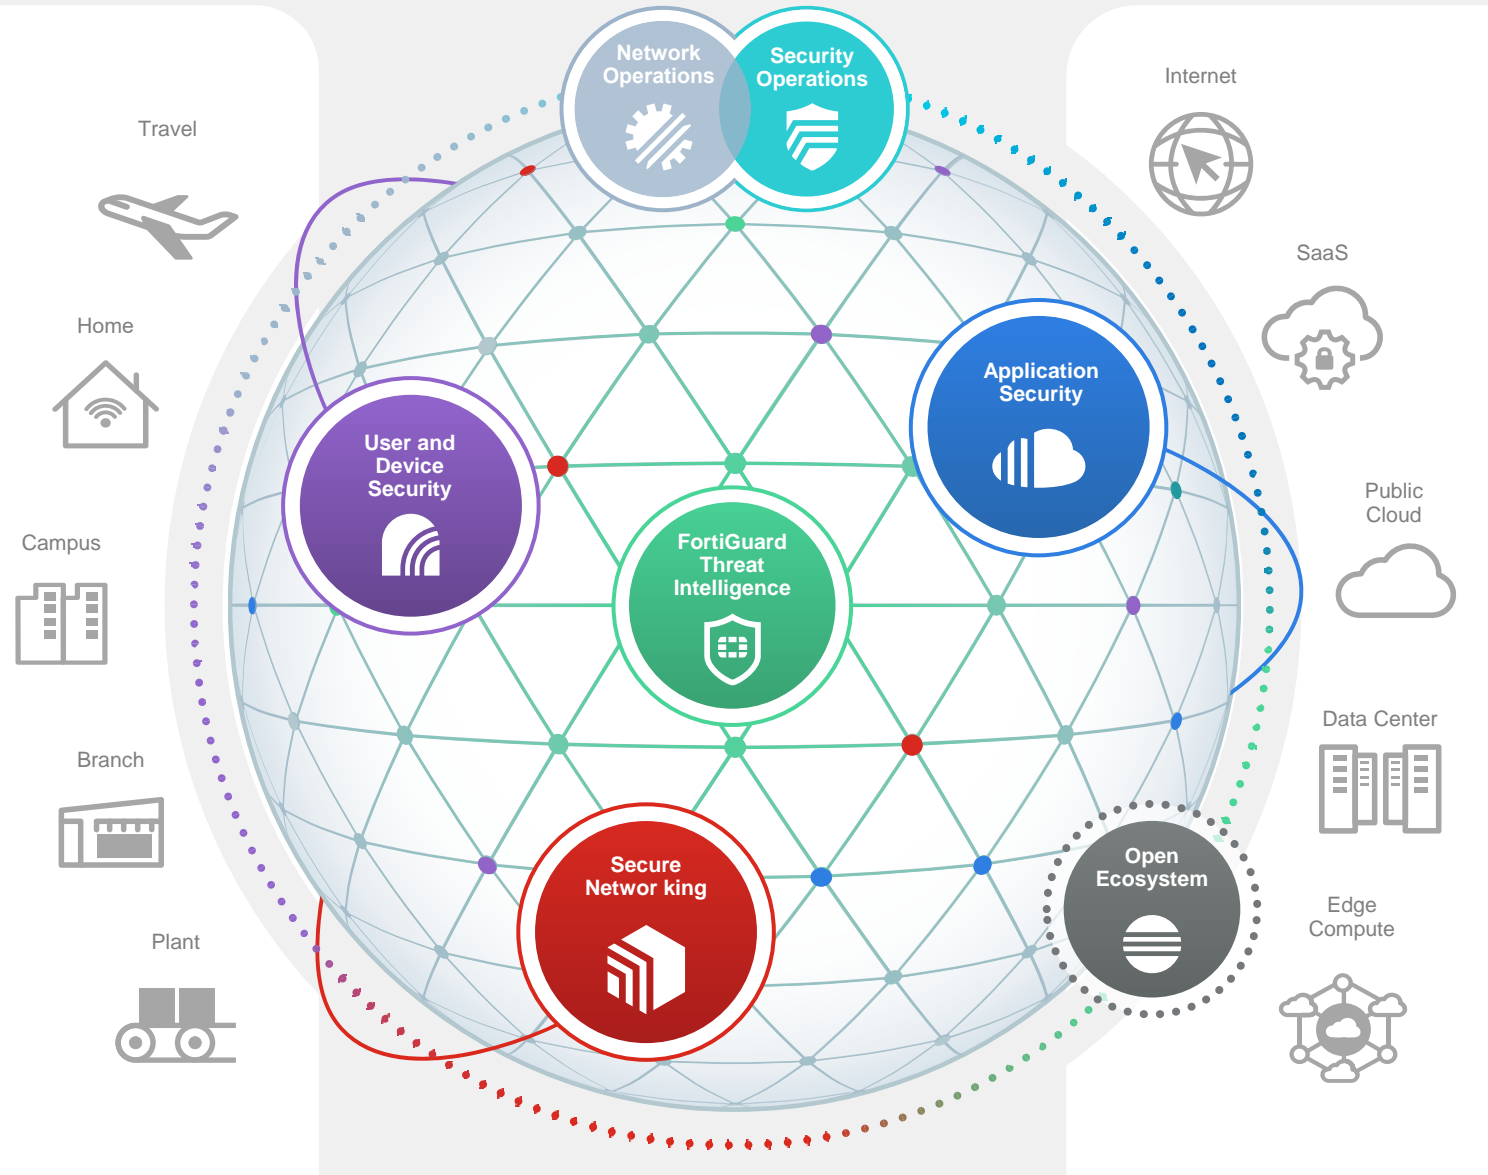 Network
Operations
Security
Operations
Internet
Travel
SaaS
Home
Application
Security
User and
Device
Security
Public
Cloud
Campus
FortiGuard
Threat
Intelligence
Data Center
Branch
Secure
Networ king
Open
Ecosystem
Edge
Compute
Plant